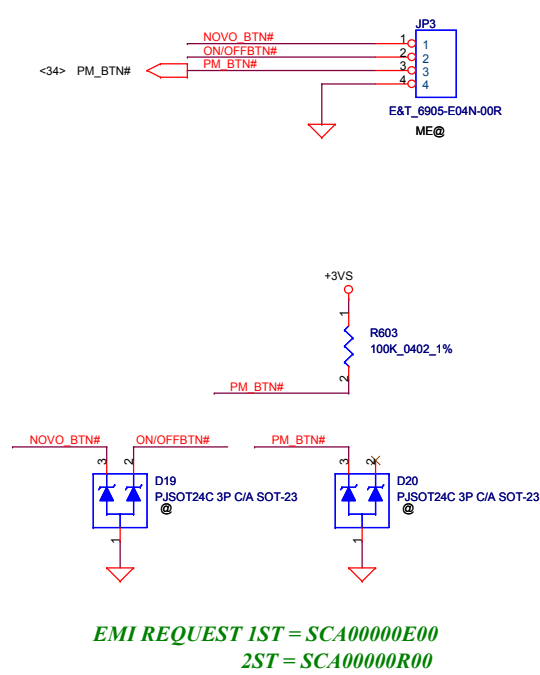 JP3
NOVO_BTN# 1 1
ON/OFFBTN# 2 2
<34> PM_BTN# PM_BTN# 3 3
4 4
E&T_6905-E04N-00R
ME@
+3VS
1
R603
100K_0402_1%
2
PM_BTN#
NOVO_BTN# ON/OFFBTN# PM_BTN#
3 2 3 2
D19 D20
PJSOT24C 3P C/A SOT-23 PJSOT24C 3P C/A SOT-23
@ @
1 1
EMI REQUEST 1ST = SCA00000E00
2ST = SCA00000R00